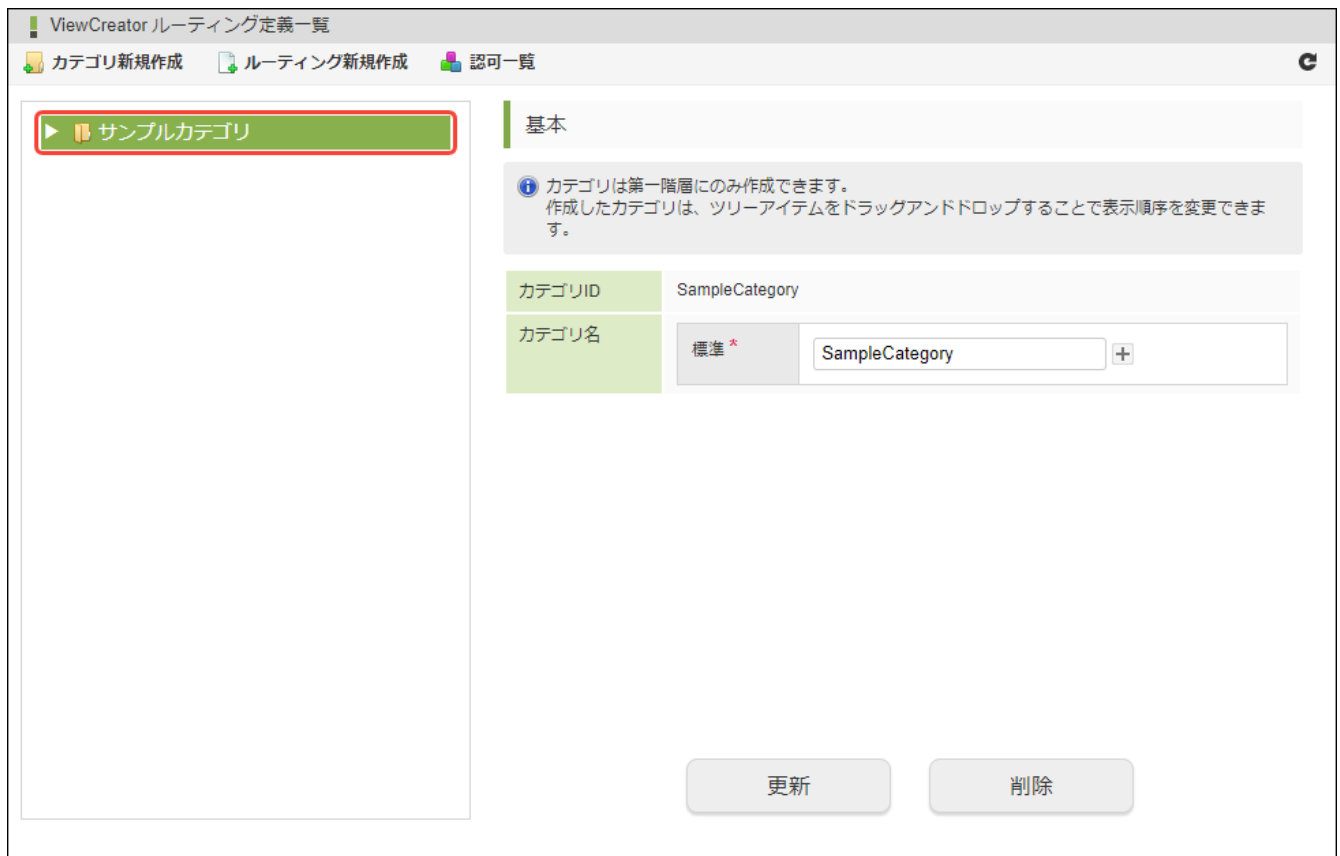 ViewCreator ルーティング定義一覧
カテゴリ新規作成 ルーティング新規作成 認可一覧
サンプルカテゴリ
基本
カテゴリは第一階層にのみ作成できます。
作成したカテゴリは、ツリーアイテムをドラッグアンドドロップすることで表示順序を変更できま
す。
カテゴリID SampleCategory
カテゴリ名
標準* SampleCategory
更新 削除